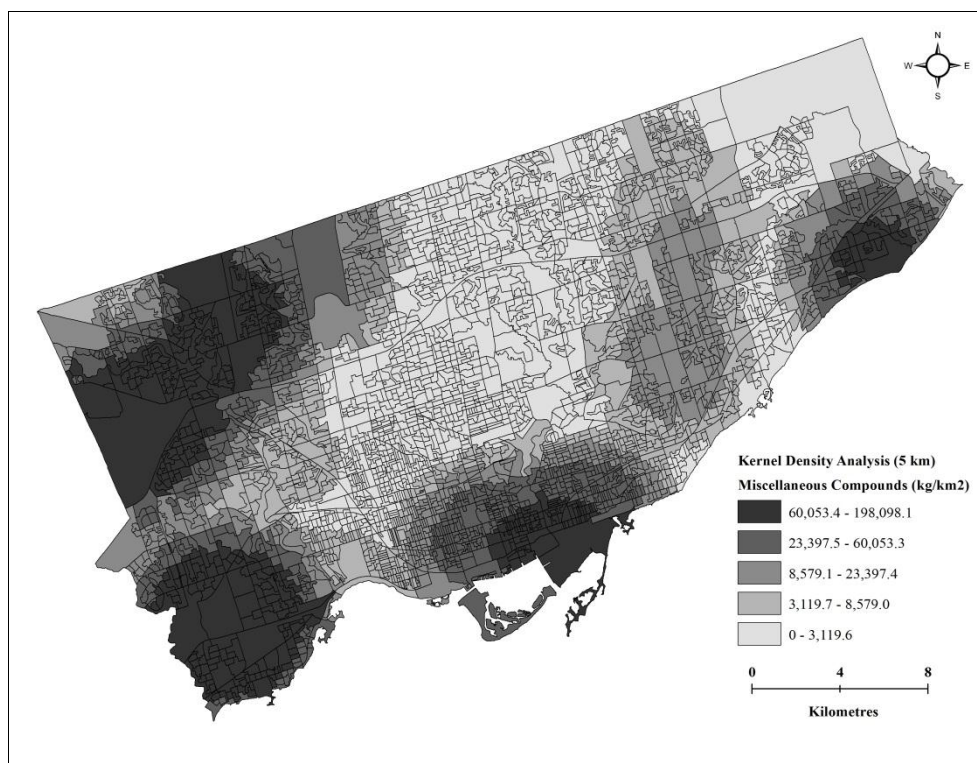 N
W E
S
Kernel Density Analysis (5 km)
Miscellaneous Compounds (kg/km2)
60,053.4 - 198,098.1
23,397.5 - 60,053.3
8,579.1 - 23,397.4
3,119.7 - 8,579.0
0 - 3,119.6
0 4 8
Kilometres